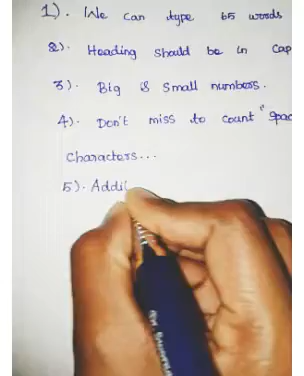 1). We can type 65 words
2). Heading should be in Cap
3). Big & Small numbers.
4). Don't miss to count "Spac
Characters...
5). Addi